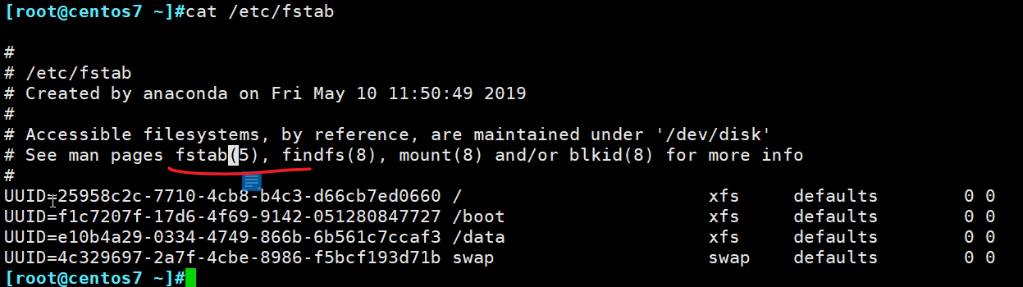 [root@centos7 ~]#cat /etc/fstab
#
# /etc/fstab
# Created by anaconda on Fri May 10 11:50:49 2019
#
# Accessible filesystems, by reference, are maintained under '/dev/disk'
# See man pages fstab(5), findfs(8), mount(8) and/or blkid(8) for more info
#
UUID=25958c2c-7710-4cb8-b4c3-d66cb7ed0660 / xfs defaults 0 0
UUID=f1c7207f-17d6-4f69-9142-051280847727 /boot xfs defaults 0 0
UUID=e10b4a29-0334-4749-866b-6b561c7ccaf3 /data xfs defaults 0 0
UUID=4c329697-2a7f-4cbe-8986-f5bcf193d71b swap swap defaults 0 0
[root@centos7 ~]#